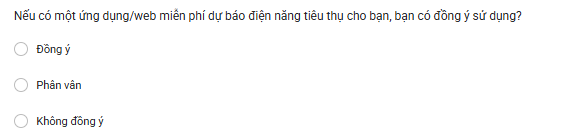 Nếu có một ứng dụng/web miễn phí dự báo điện năng tiêu thụ cho bạn, bạn có đồng ý sử dụng?
Đồng ý
Phân vân
Không đồng ý